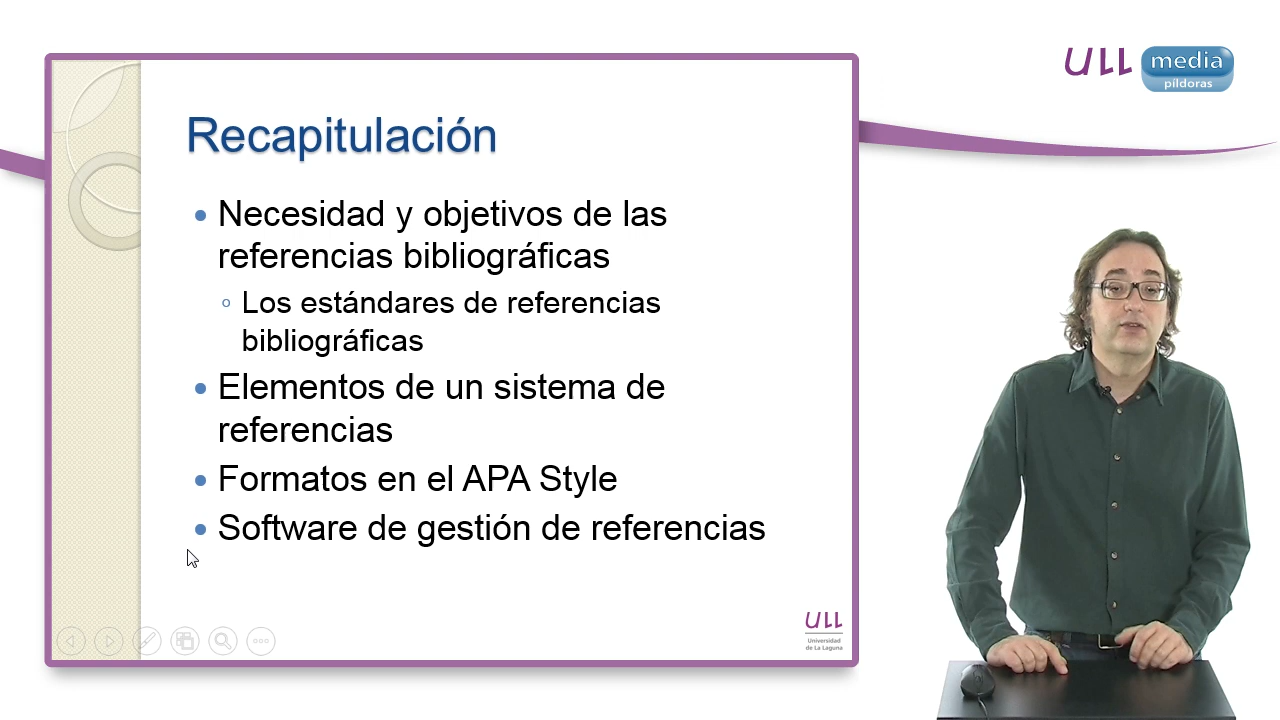 ULL media
píldoras
Recapitulación
• Necesidad y objetivos de las
referencias bibliográficas
◦ Los estándares de referencias
bibliográficas
• Elementos de un sistema de
referencias
• Formatos en el APA Style
• Software de gestión de referencias
ULL
Universidad
de La Laguna